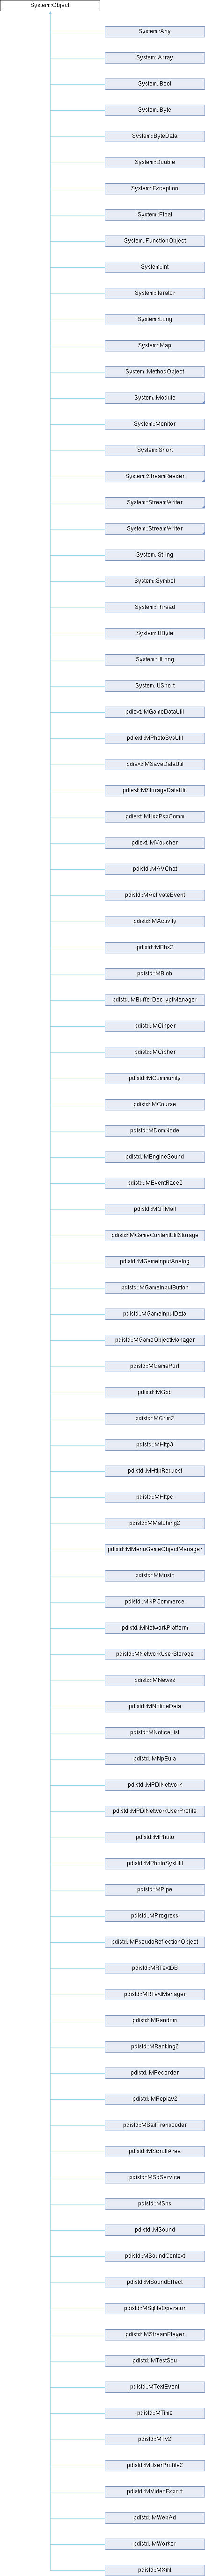 System::Object
System::Any
System::Array
System::Bool
System::Byte
System::ByteData
System::Double
System::Exception
System::Float
System::FunctionObject
System::Int
System::Iterator
System::Long
System::Map
System::MethodObject
System::Module
System::Monitor
System::Short
System::StreamReader
System::StreamWriter
System::StreamWriter
System::String
System::Symbol
System::Thread
System::UByte
System::ULong
System::UShort
pdiext::MGameDataUtil
pdiext::MPhotoSysUtil
pdiext::MSaveDataUtil
pdiext::MStorageDataUtil
pdiext::MUsbPspComm
pdiext::MVoucher
pdistd::MAVChat
pdistd::MActivateEvent
pdistd::MActivity
pdistd::MBbs2
pdistd::MBlob
pdistd::MBufferDecryptManager
pdistd::MCihper
pdistd::MCipher
pdistd::MCommunity
pdistd::MCourse
pdistd::MDomNode
pdistd::MEngineSound
pdistd::MEventRace2
pdistd::MGTMail
pdistd::MGameContentUtilStorage
pdistd::MGameInputAnalog
pdistd::MGameInputButton
pdistd::MGameInputData
pdistd::MGameObjectManager
pdistd::MGamePort
pdistd::MGpb
pdistd::MGrim2
pdistd::MHttp3
pdistd::MHttpRequest
pdistd::MHttpc
pdistd::MMatching2
pdistd::MMenuGameObjectManager
pdistd::MMusic
pdistd::MNPCommerce
pdistd::MNetworkPlatform
pdistd::MNetworkUserStorage
pdistd::MNews2
pdistd::MNoticeData
pdistd::MNoticeList
pdistd::MNpEula
pdistd::MPDINetwork
pdistd::MPDINetworkUserProfile
pdistd::MPhoto
pdistd::MPhotoSysUtil
pdistd::MPipe
pdistd::MProgress
pdistd::MPseudoReflectionObject
pdistd::MRTextDB
pdistd::MRTextManager
pdistd::MRandom
pdistd::MRanking2
pdistd::MRecorder
pdistd::MReplay2
pdistd::MSailTranscoder
pdistd::MScrollArea
pdistd::MSdService
pdistd::MSns
pdistd::MSound
pdistd::MSoundContext
pdistd::MSoundEffect
pdistd::MSqliteOperator
pdistd::MStreamPlayer
pdistd::MTestSou
pdistd::MTextEvent
pdistd::MTime
pdistd::MTv2
pdistd::MUserProfile2
pdistd::MVideoExport
pdistd::MWebAd
pdistd::MWorker
pdistd::MXml